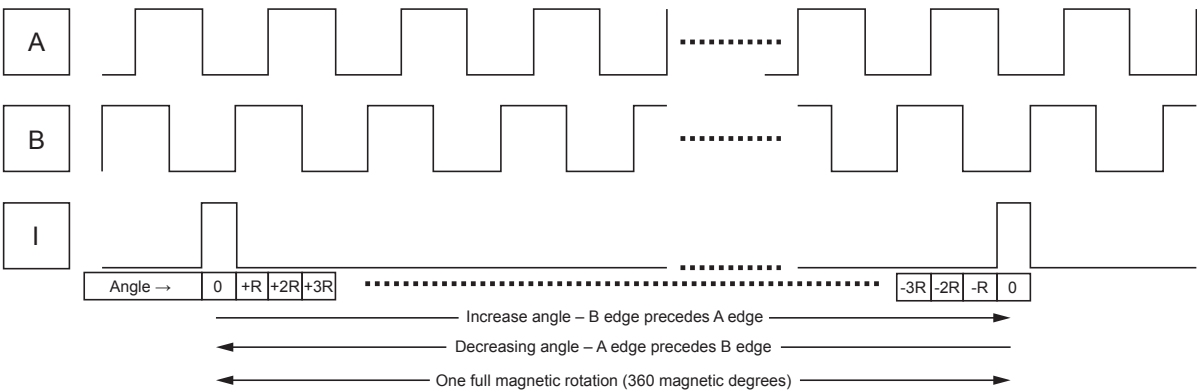 A
B
I
Angle → 0 +R +2R +3R -3R -2R -R 0
Increase angle – B edge precedes A edge
Decreasing angle – A edge precedes B edge
One full magnetic rotation (360 magnetic degrees)